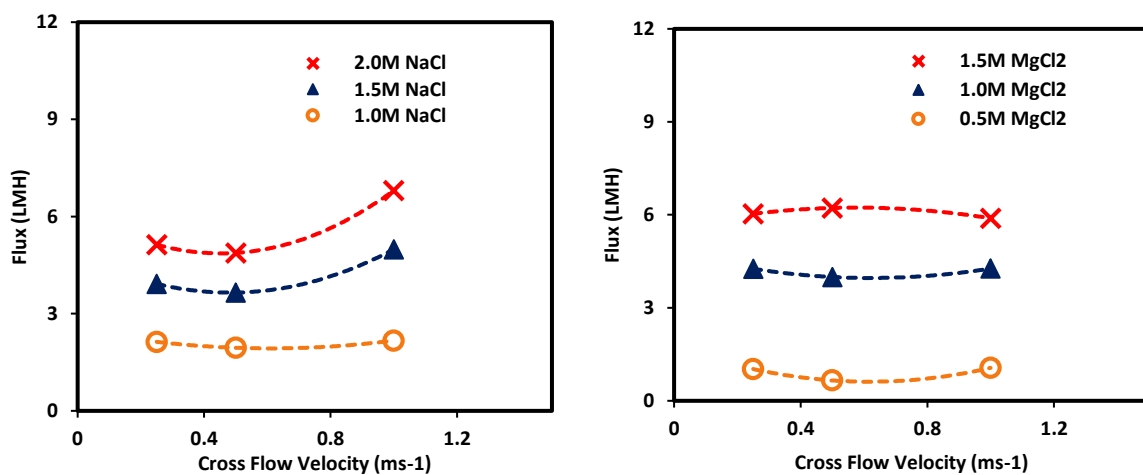 12
9
6
3
0
Flux (LMH)
2.0M NaCl
1.5M NaCl
1.0M NaCl
0 0.4 0.8 1.2
Cross Flow Velocity (ms-1)
12
9
6
3
0
Flux (LMH)
1.5M MgCl2
1.0M MgCl2
0.5M MgCl2
0 0.4 0.8 1.2
Cross Flow Velocity (ms-1)